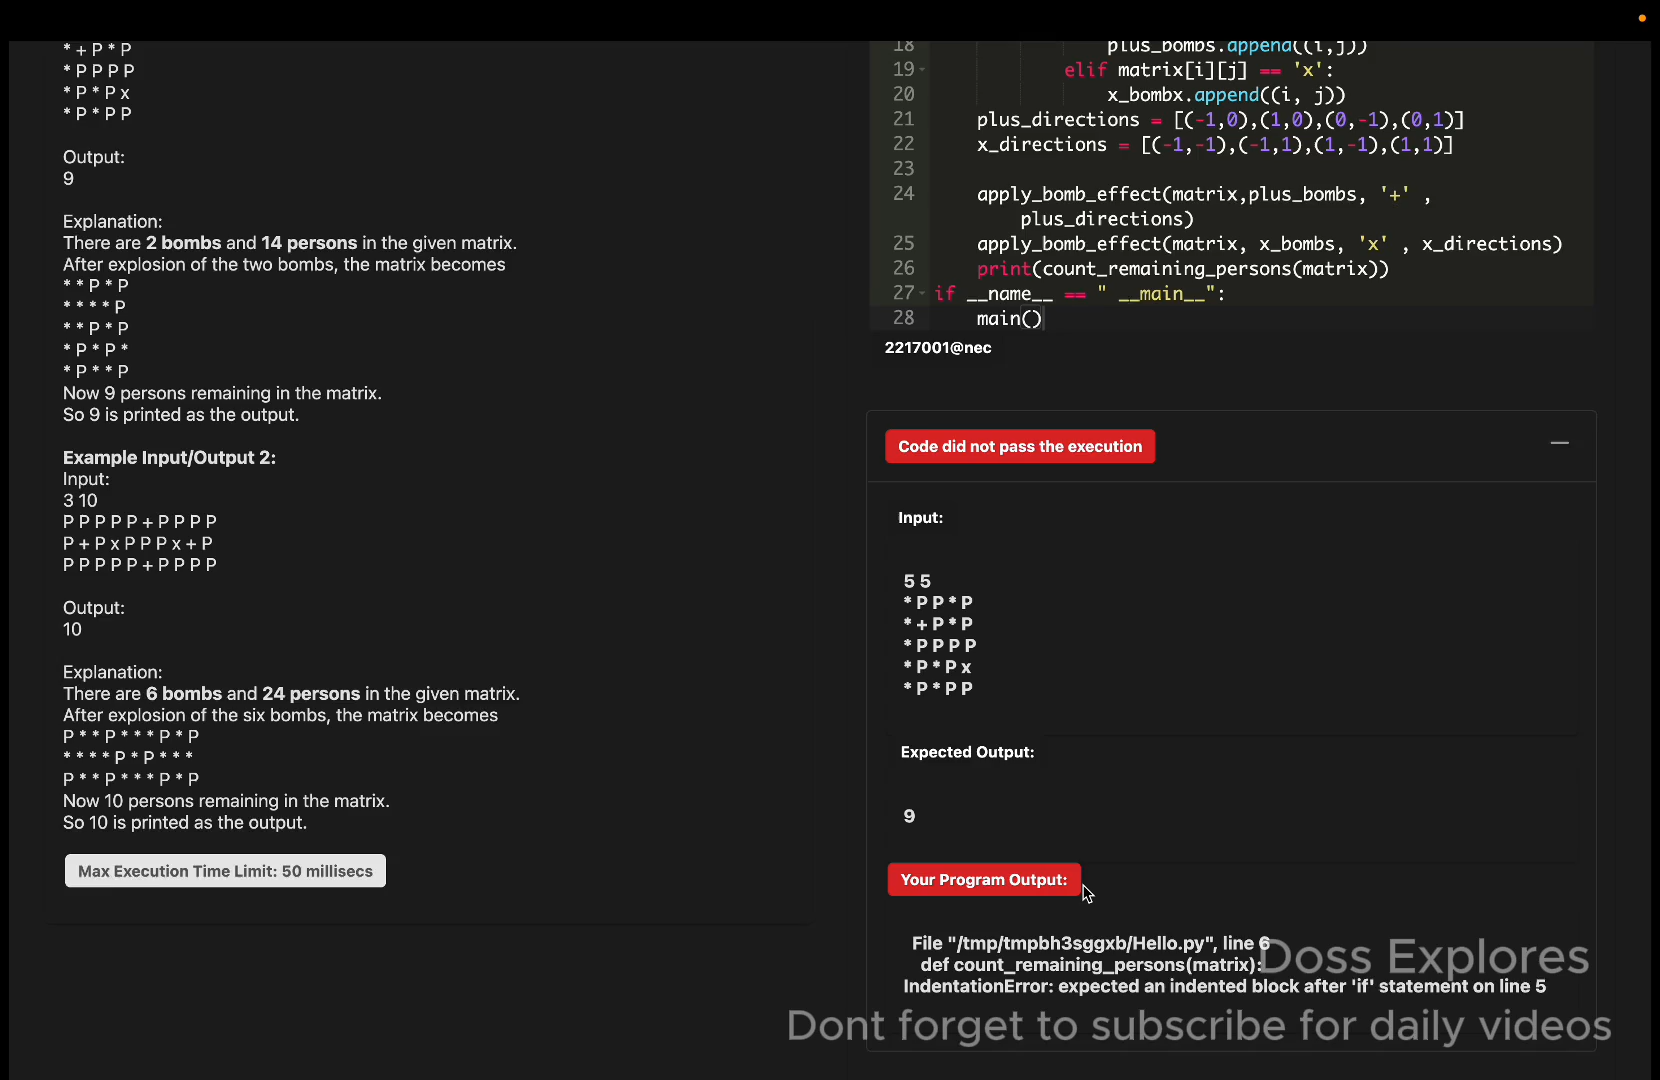 * + P * P
* P P P P
* P * P x
* P * P P
Output:
9
Explanation:
There are 2 bombs and 14 persons in the given matrix.
After explosion of the two bombs, the matrix becomes
* * P * P
* * * * P
* * P * P
* P * P *
* P * * P
Now 9 persons remaining in the matrix.
So 9 is printed as the output.
Example Input/Output 2:
Input:
3 10
P P P P P + P P P P
P + P x P P P x + P
P P P P P + P P P P
Output:
10
Explanation:
There are 6 bombs and 24 persons in the given matrix.
After explosion of the six bombs, the matrix becomes
P * * P * * * P * P
* * * * P * P * * *
P * * P * * * P * P
Now 10 persons remaining in the matrix.
So 10 is printed as the output.
Max Execution Time Limit: 50 millisecs
18 plus_bombs.append((i,j))
19 elif matrix[i][j] == 'x':
20 x_bombx.append((i, j))
21 plus_directions = [(-1,0),(1,0),(0,-1),(0,1)]
22 x_directions = [(-1,-1),(-1,1),(1,-1),(1,1)]
23
24 apply_bomb_effect(matrix,plus_bombs, '+' ,
plus_directions)
25 apply_bomb_effect(matrix, x_bombs, 'x' , x_directions)
26 print(count_remaining_persons(matrix))
27 if __name__ == " __main__":
28 main()
2217001@nec
Code did not pass the execution
Input:
5 5
* P P * P
* + P * P
* P P P P
* P * P x
* P * P P
Expected Output:
9
Your Program Output:
File "/tmp/tmpbh3sggxb/Hello.py", line 6
def count_remaining_persons(matrix):
IndentationError: expected an indented block after 'if' statement on line 5
Doss Explores
Dont forget to subscribe for daily videos